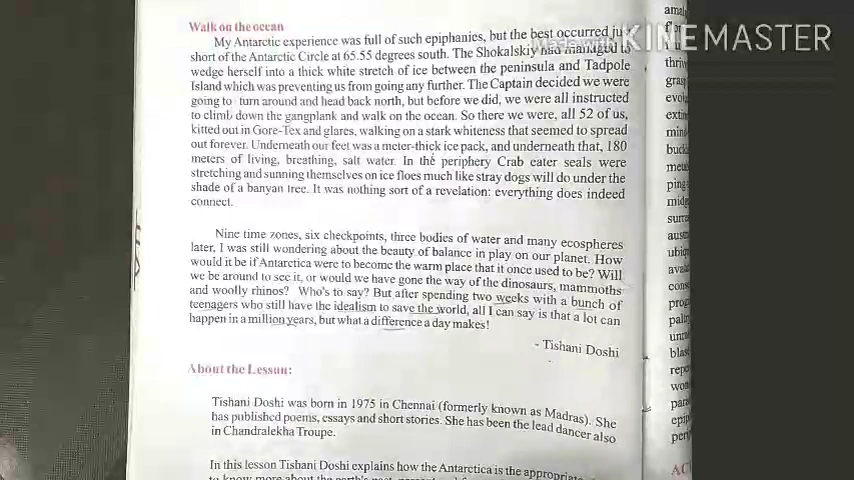 Walk on the ocean
My Antarctic experience was full of such epiphanies, but the best occurred
short of the Antarctic Circle at 65.55 degrees south. The Shokalskiy had managed to
wedge herself into a thick white stretch of ice between the peninsula and Tadpole
Island which was preventing us from going any further. The Captain decided we were
going to turn around and head back north, but before we did, we were all instructed
to climb down the gangplank and walk on the ocean. So there we were, all 52 of us,
kitted out in Gore-Tex and glares, walking on a stark whiteness that seemed to spread
out forever. Underneath our feet was a meter-thick ice pack, and underneath that, 180
meters of living, breathing, salt water. In the periphery Crab eater seals were
stretching and sunning themselves on ice floes much like stray dogs will do under the
shade of a banyan tree. It was nothing sort of a revelation: everything does indeed
connect.
Nine time zones, six checkpoints, three bodies of water and many ecospheres
later, I was still wondering about the beauty of balance in play on our planet. How
would it be if Antarctica were to become the warm place that it once used to be? Will
we be around to see it, or would we have gone the way of the dinosaurs, mammoths
and woolly rhinos? Who's to say? But after spending two weeks with a bunch of
teenagers who still have the idealism to save the world, all I can say is that a lot can
happen in a million years, but what a difference a day makes!
- Tishani Doshi
About the Lesson:
Tishani Doshi was born in 1975 in Chennai (formerly known as Madras). She
has published poems, essays and short stories. She has been the lead dancer also
in Chandralekha Troupe.
In this lesson Tishani Doshi explains how the Antarctica is the appropriate
to know more about the earth's past
Made with KINEMASTER